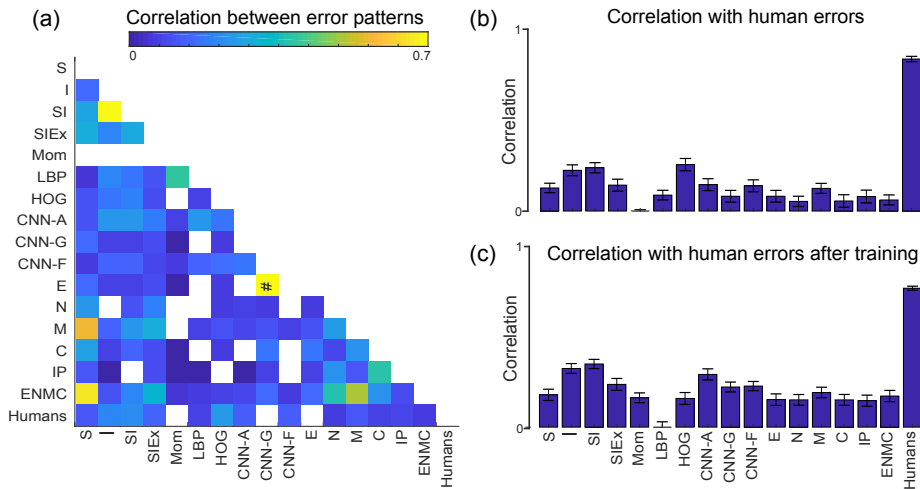 (a)
Correlation between error patterns
0
0.7
S
I
SI
SIEx
Mom
LBP
HOG
CNN-A
CNN-G
CNN-F
E
N
M
C
IP
ENMC
Humans
#
S
I
SI
SIEx
Mom
LBP
HOG
CNN-A
CNN-G
CNN-F
E
N
M
C
IP
ENMC
Humans
(b)
Correlation with human errors
1
Correlation
0
(c)
Correlation with human errors after training
1
Correlation
0
S
I
SI
SIEx
Mom
LBP
HOG
CNN-A
CNN-G
CNN-F
E
N
M
C
IP
ENMC
Humans